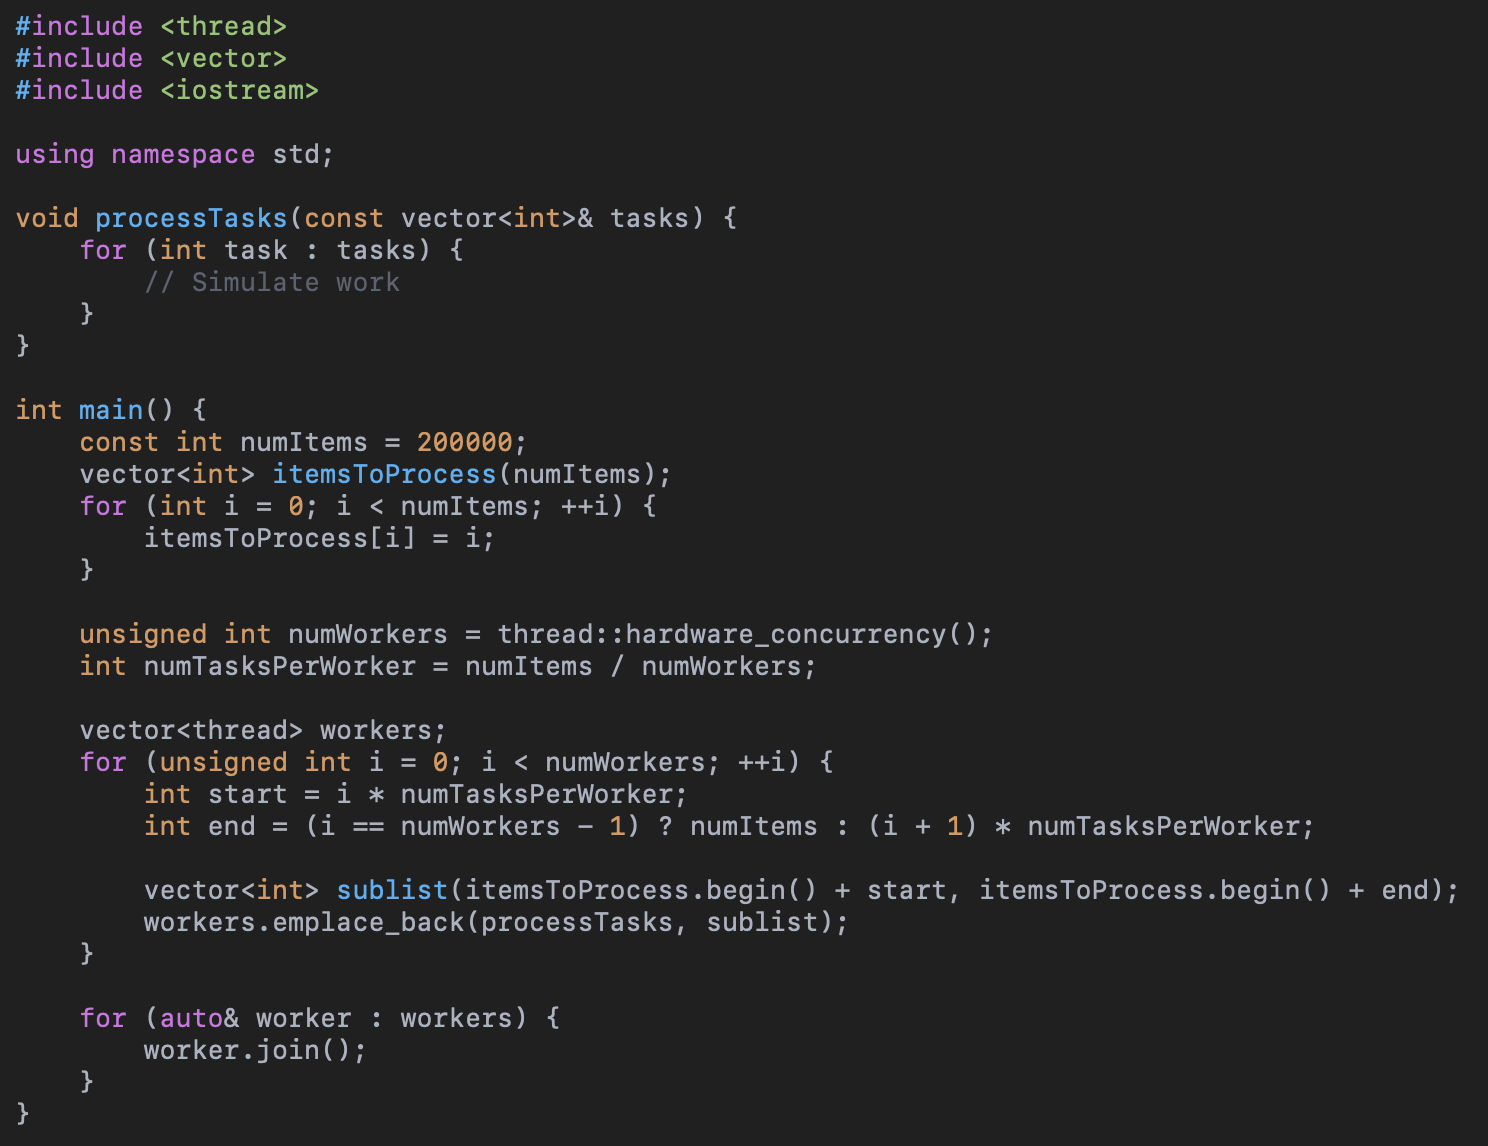 #include <thread>
#include <vector>
#include <iostream>

using namespace std;

void processTasks(const vector<int>& tasks) {
    for (int task : tasks) {
        // Simulate work
    }
}

int main() {
    const int numItems = 200000;
    vector<int> itemsToProcess(numItems);
    for (int i = 0; i < numItems; ++i) {
        itemsToProcess[i] = i;
    }

    unsigned int numWorkers = thread::hardware_concurrency();
    int numTasksPerWorker = numItems / numWorkers;

    vector<thread> workers;
    for (unsigned int i = 0; i < numWorkers; ++i) {
        int start = i * numTasksPerWorker;
        int end = (i == numWorkers - 1) ? numItems : (i + 1) * numTasksPerWorker;

        vector<int> sublist(itemsToProcess.begin() + start, itemsToProcess.begin() + end);
        workers.emplace_back(processTasks, sublist);
    }

    for (auto& worker : workers) {
        worker.join();
    }
}